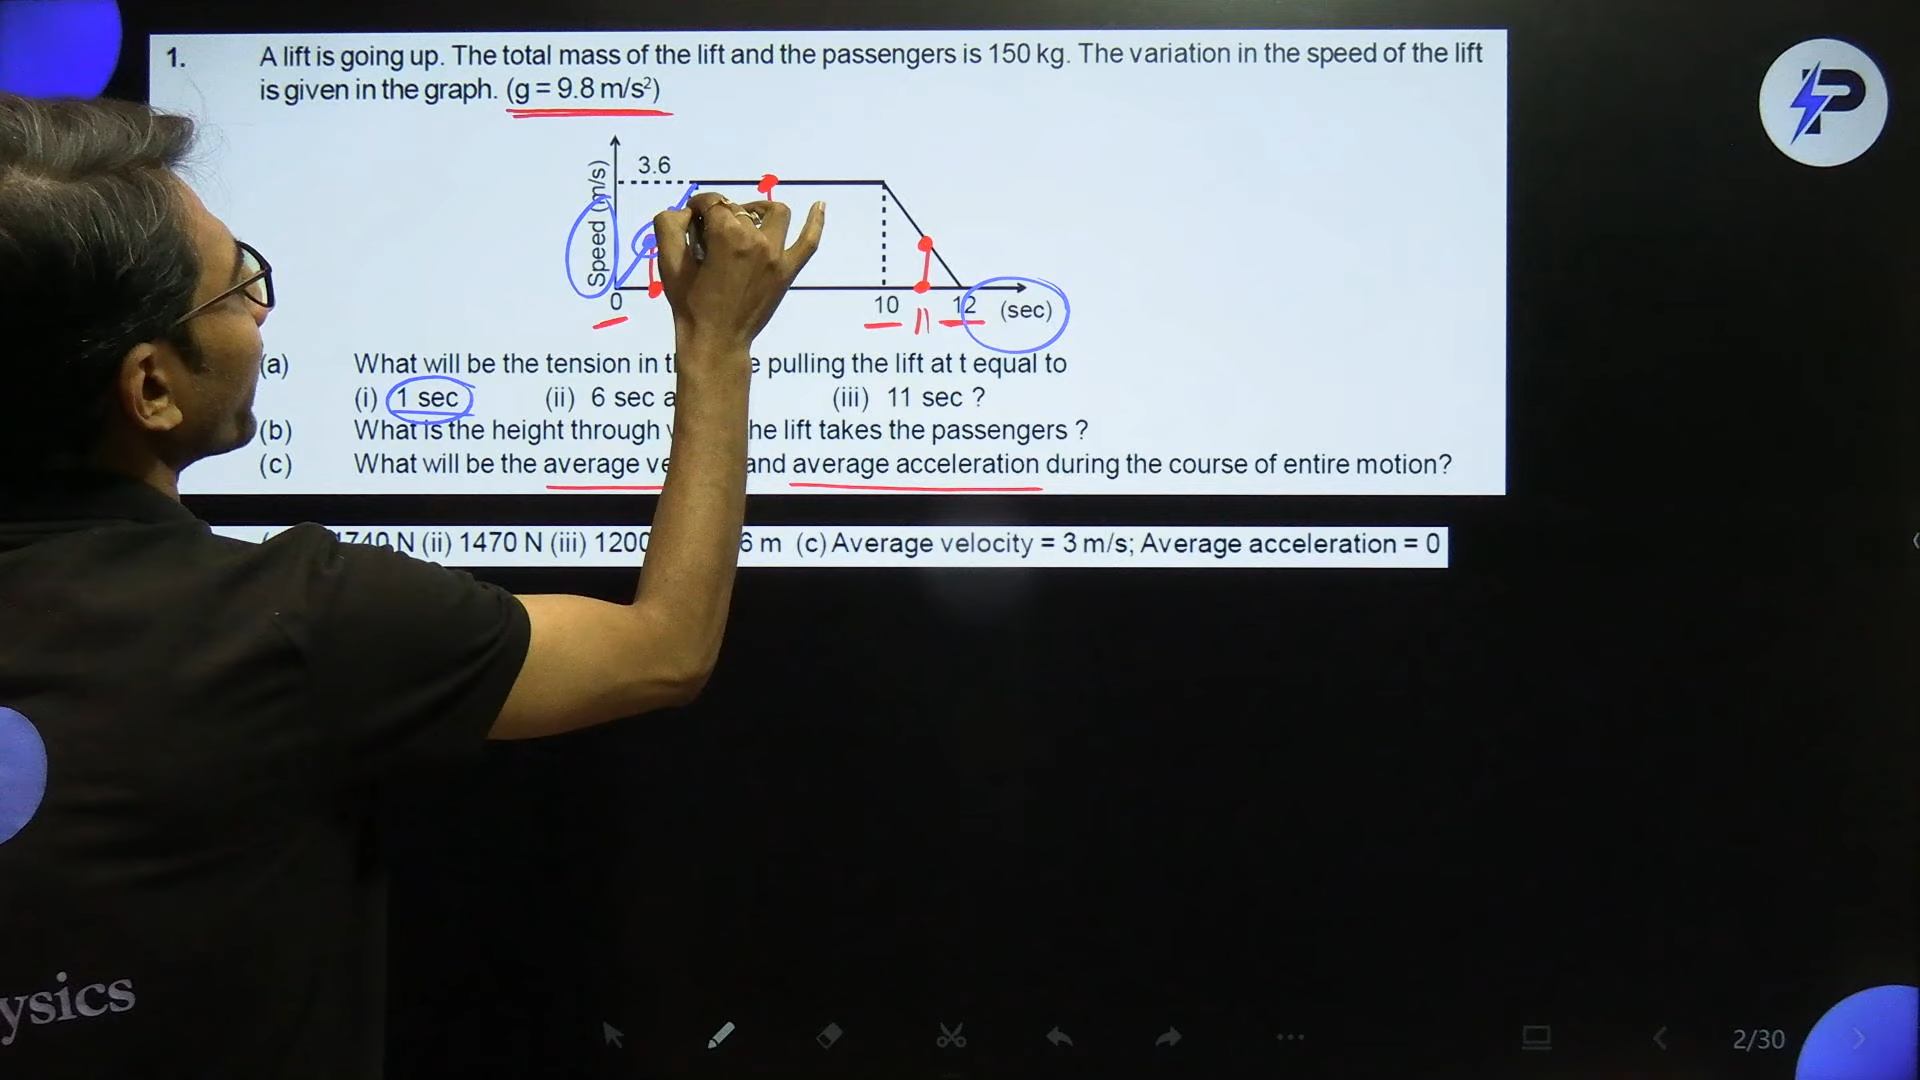 1. A lift is going up. The total mass of the lift and the passengers is 150 kg. The variation in the speed of the lift
is given in the graph. (g = 9.8 m/s²)
3.6
Speed (m/s)
0 10 11 12 (sec)
(a) What will be the tension in pulling the lift at t equal to
(i) 1 sec (ii) 6 sec (iii) 11 sec ?
(b) What is the height through the lift takes the passengers ?
(c) What will be the average and average acceleration during the course of entire motion?
1740 N (ii) 1470 N (iii) 1200 6 m (c) Average velocity = 3 m/s; Average acceleration = 0
ysics
2/30